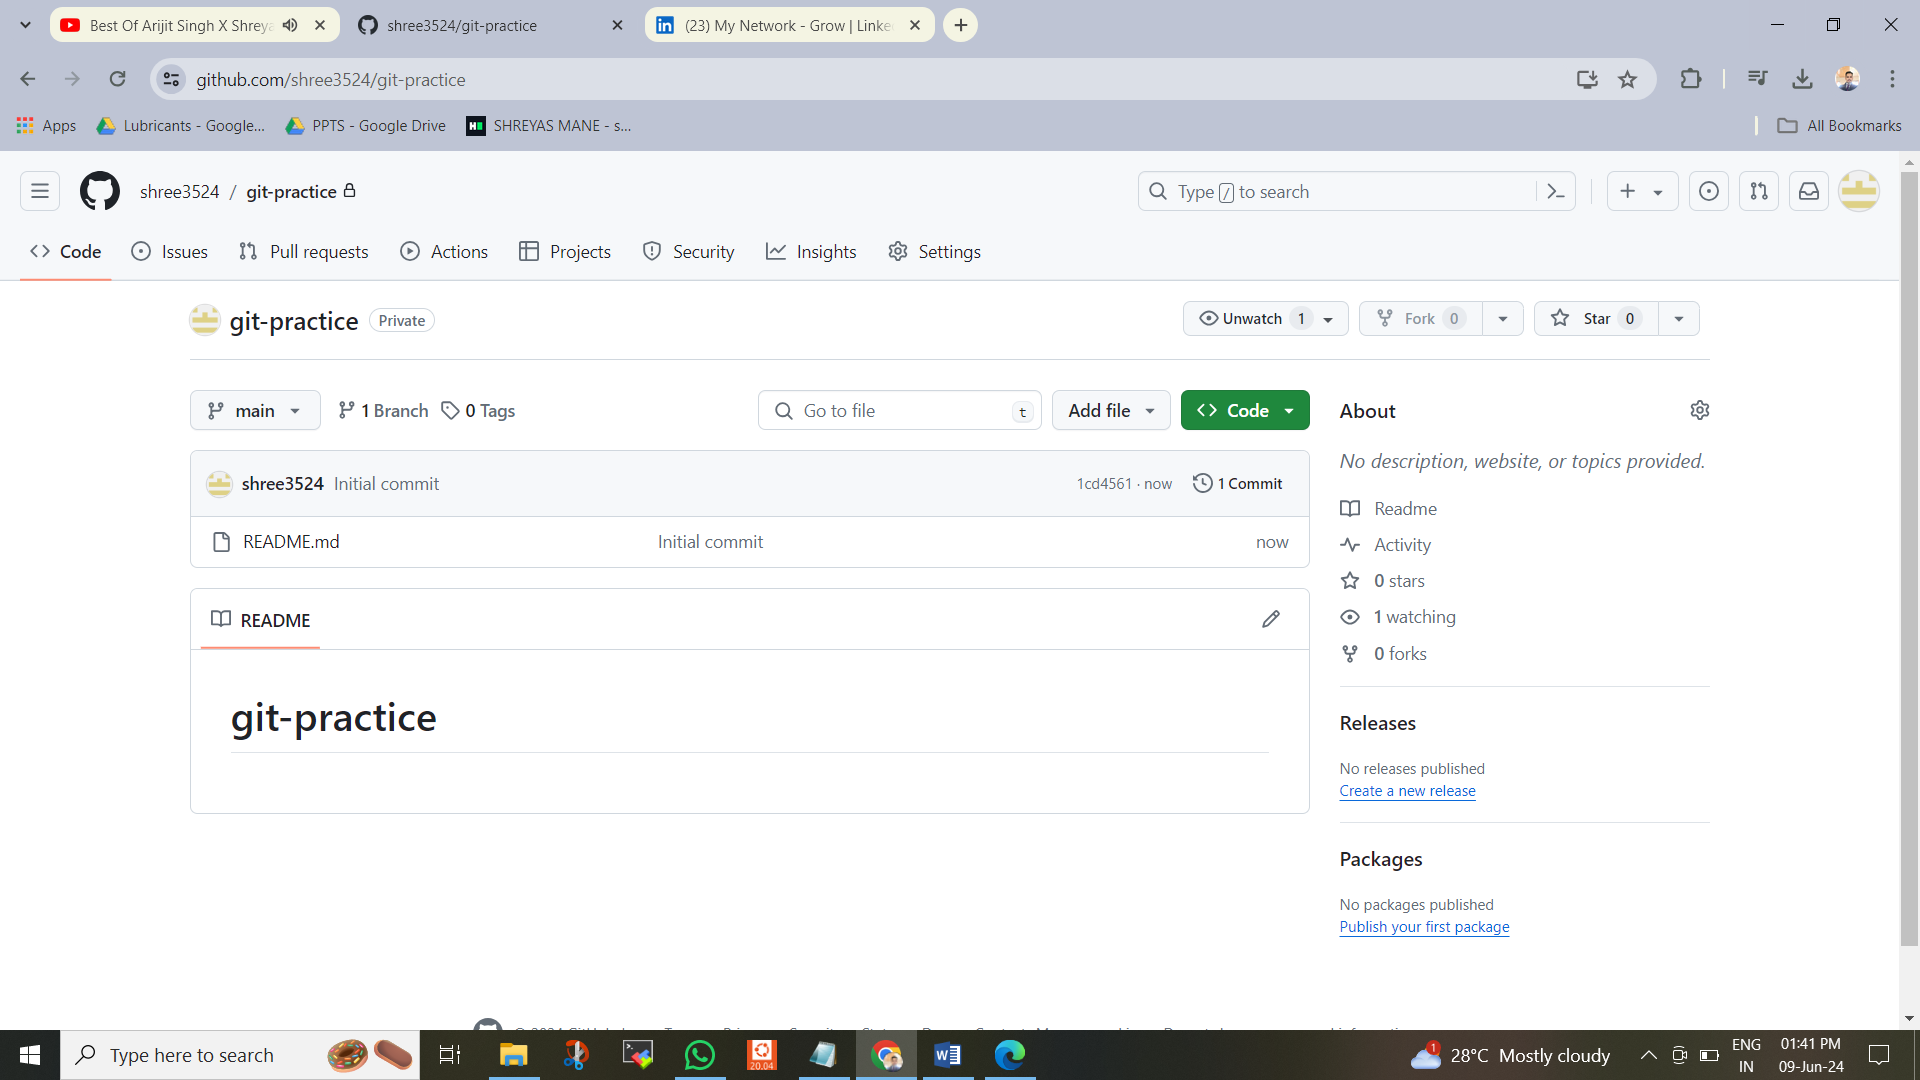 Best Of Arijit Singh X Shreya
shree3524/git-practice
(23) My Network - Grow | Linke
github.com/shree3524/git-practice
Apps
Lubricants - Google...
PPTS - Google Drive
SHREYAS MANE - s...
All Bookmarks
shree3524 / git-practice
Type / to search
Code
Issues
Pull requests
Actions
Projects
Security
Insights
Settings
git-practice Private
Unwatch 1
Fork 0
Star 0
main
1 Branch
0 Tags
Go to file t
Add file
Code
About
No description, website, or topics provided.
shree3524 Initial commit
1cd4561 · now
1 Commit
README.md Initial commit now
Readme
Activity
0 stars
1 watching
0 forks
README
git-practice
Releases
No releases published
Create a new release
Packages
No packages published
Publish your first package
Type here to search
20.04
1
28°C Mostly cloudy
ENG
IN
01:41 PM
09-Jun-24